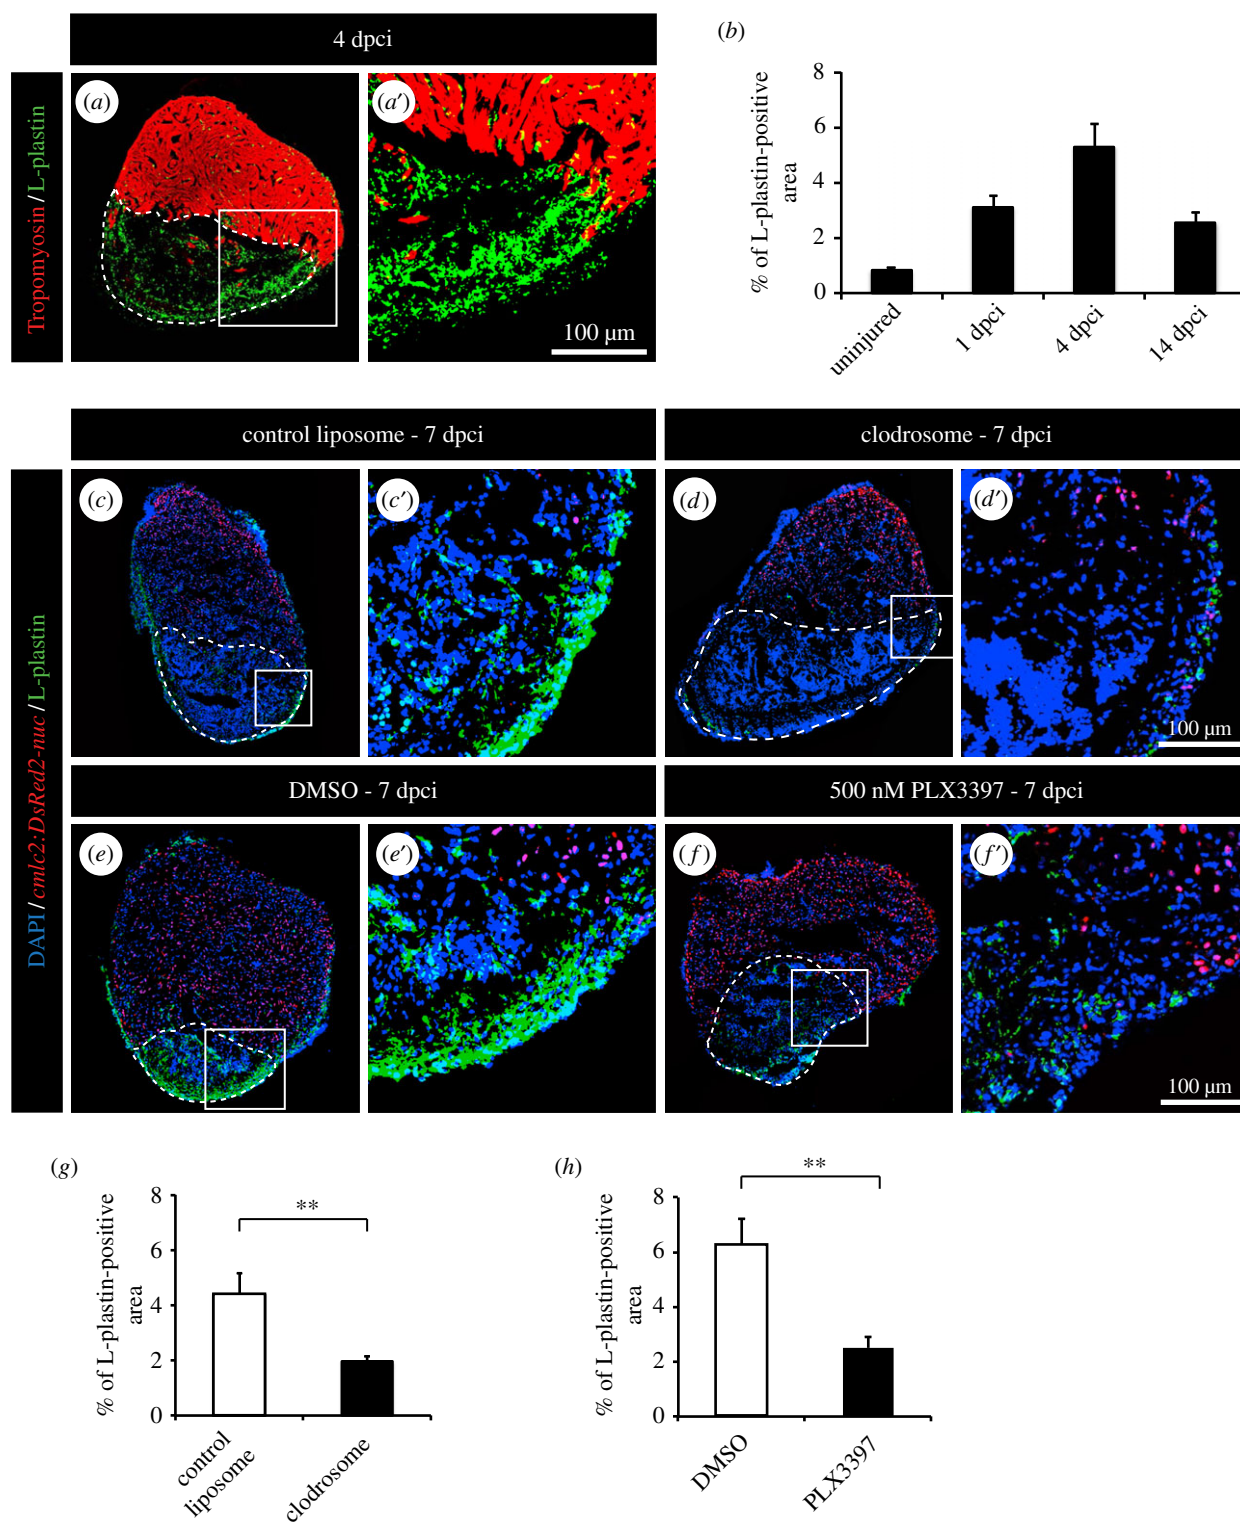 4 dpci
Tropomyosin / L-plastin
(a)
(a′)
100 µm
(b)
% of L-plastin-positive
area
8
6
4
2
0
uninjured
1 dpci
4 dpci
14 dpci
control liposome - 7 dpci
clodrosome - 7 dpci
DAPI / cmlc2:DsRed2-nuc / L-plastin
(c)
(c′)
(d)
(d′)
100 µm
DMSO - 7 dpci
500 nM PLX3397 - 7 dpci
(e)
(e′)
(f)
(f′)
100 µm
(g)
% of L-plastin-positive
area
8
6
4
2
0
**
control
liposome
clodrosome
(h)
% of L-plastin-positive
area
8
6
4
2
0
**
DMSO
PLX3397